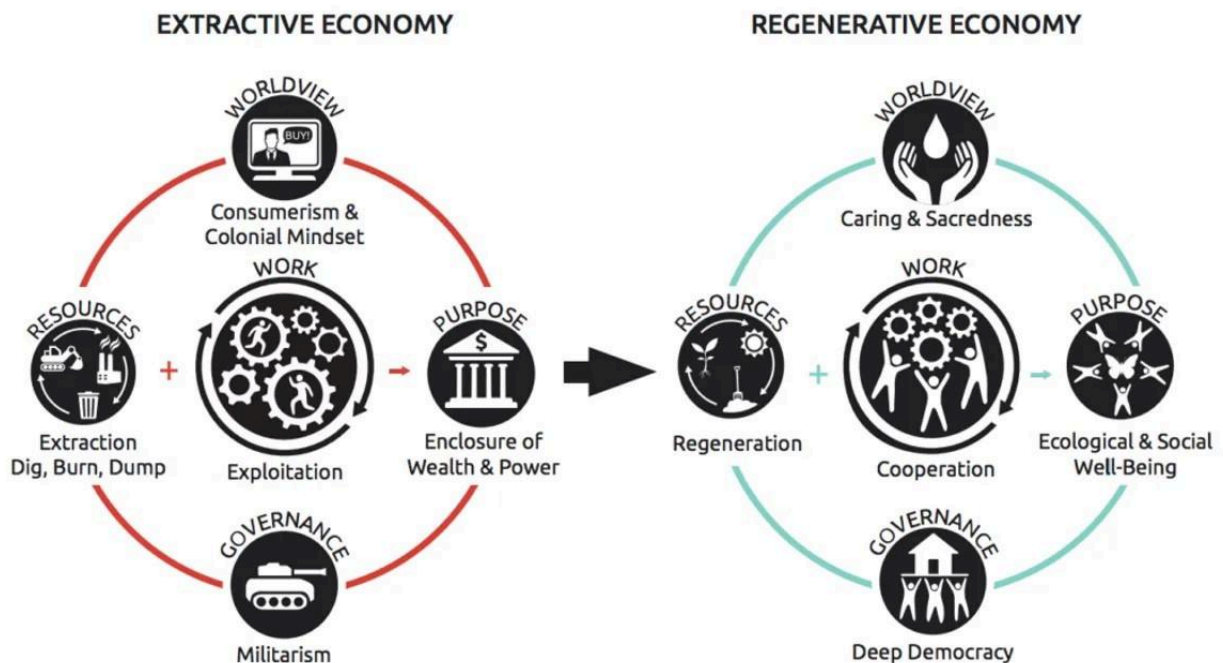 EXTRACTIVE ECONOMY
WORLDVIEW
BUY!
Consumerism &
Colonial Mindset
RESOURCES
Extraction
Dig, Burn, Dump
WORK
Exploitation
PURPOSE
$
Enclosure of
Wealth & Power
GOVERNANCE
Militarism
REGENERATIVE ECONOMY
WORLDVIEW
Caring & Sacredness
RESOURCES
Regeneration
WORK
Cooperation
PURPOSE
Ecological & Social
Well-Being
GOVERNANCE
Deep Democracy